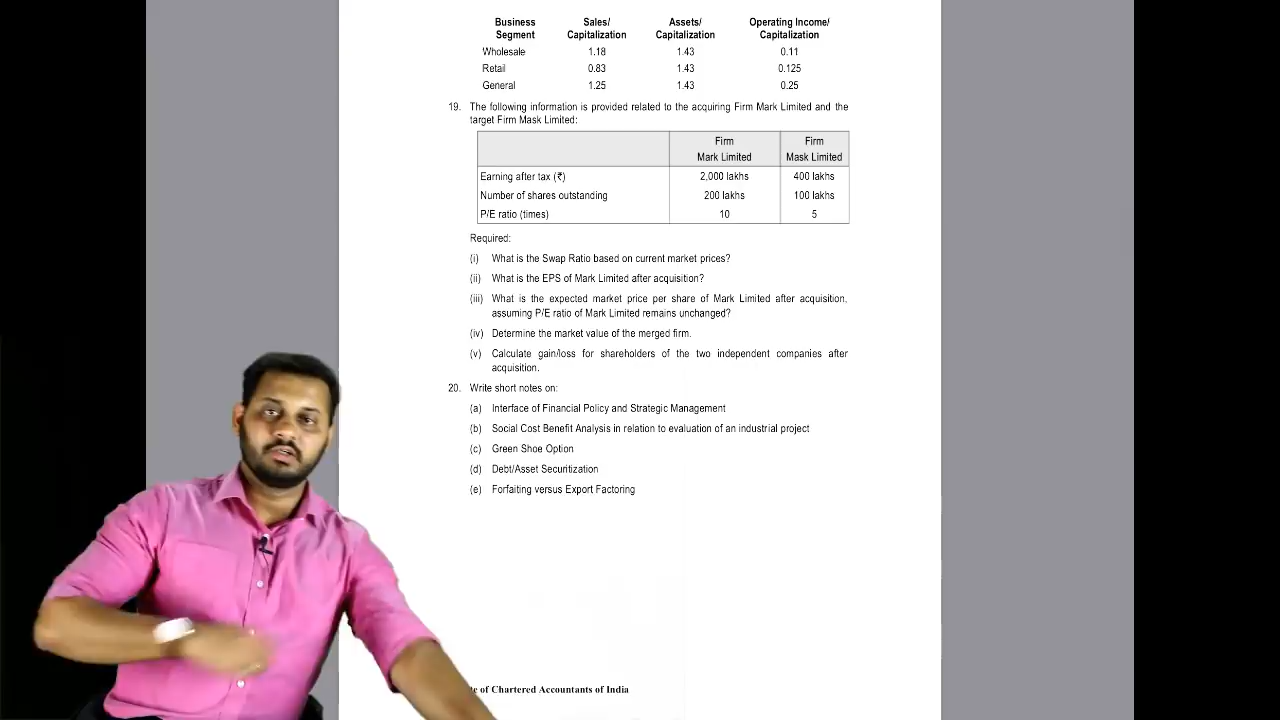 Business Sales/ Assets/ Operating Income/
Segment Capitalization Capitalization Capitalization
Wholesale 1.18 1.43 0.11
Retail 0.83 1.43 0.125
General 1.25 1.43 0.25
19. The following information is provided related to the acquiring Firm Mark Limited and the
target Firm Mask Limited:
Firm Firm
Mark Limited Mask Limited
Earning after tax (₹) 2,000 lakhs 400 lakhs
Number of shares outstanding 200 lakhs 100 lakhs
P/E ratio (times) 10 5
Required:
(i) What is the Swap Ratio based on current market prices?
(ii) What is the EPS of Mark Limited after acquisition?
(iii) What is the expected market price per share of Mark Limited after acquisition,
assuming P/E ratio of Mark Limited remains unchanged?
(iv) Determine the market value of the merged firm.
(v) Calculate gain/loss for shareholders of the two independent companies after
acquisition.
20. Write short notes on:
(a) Interface of Financial Policy and Strategic Management
(b) Social Cost Benefit Analysis in relation to evaluation of an industrial project
(c) Green Shoe Option
(d) Debt/Asset Securitization
(e) Forfaiting versus Export Factoring
of Chartered Accountants of India